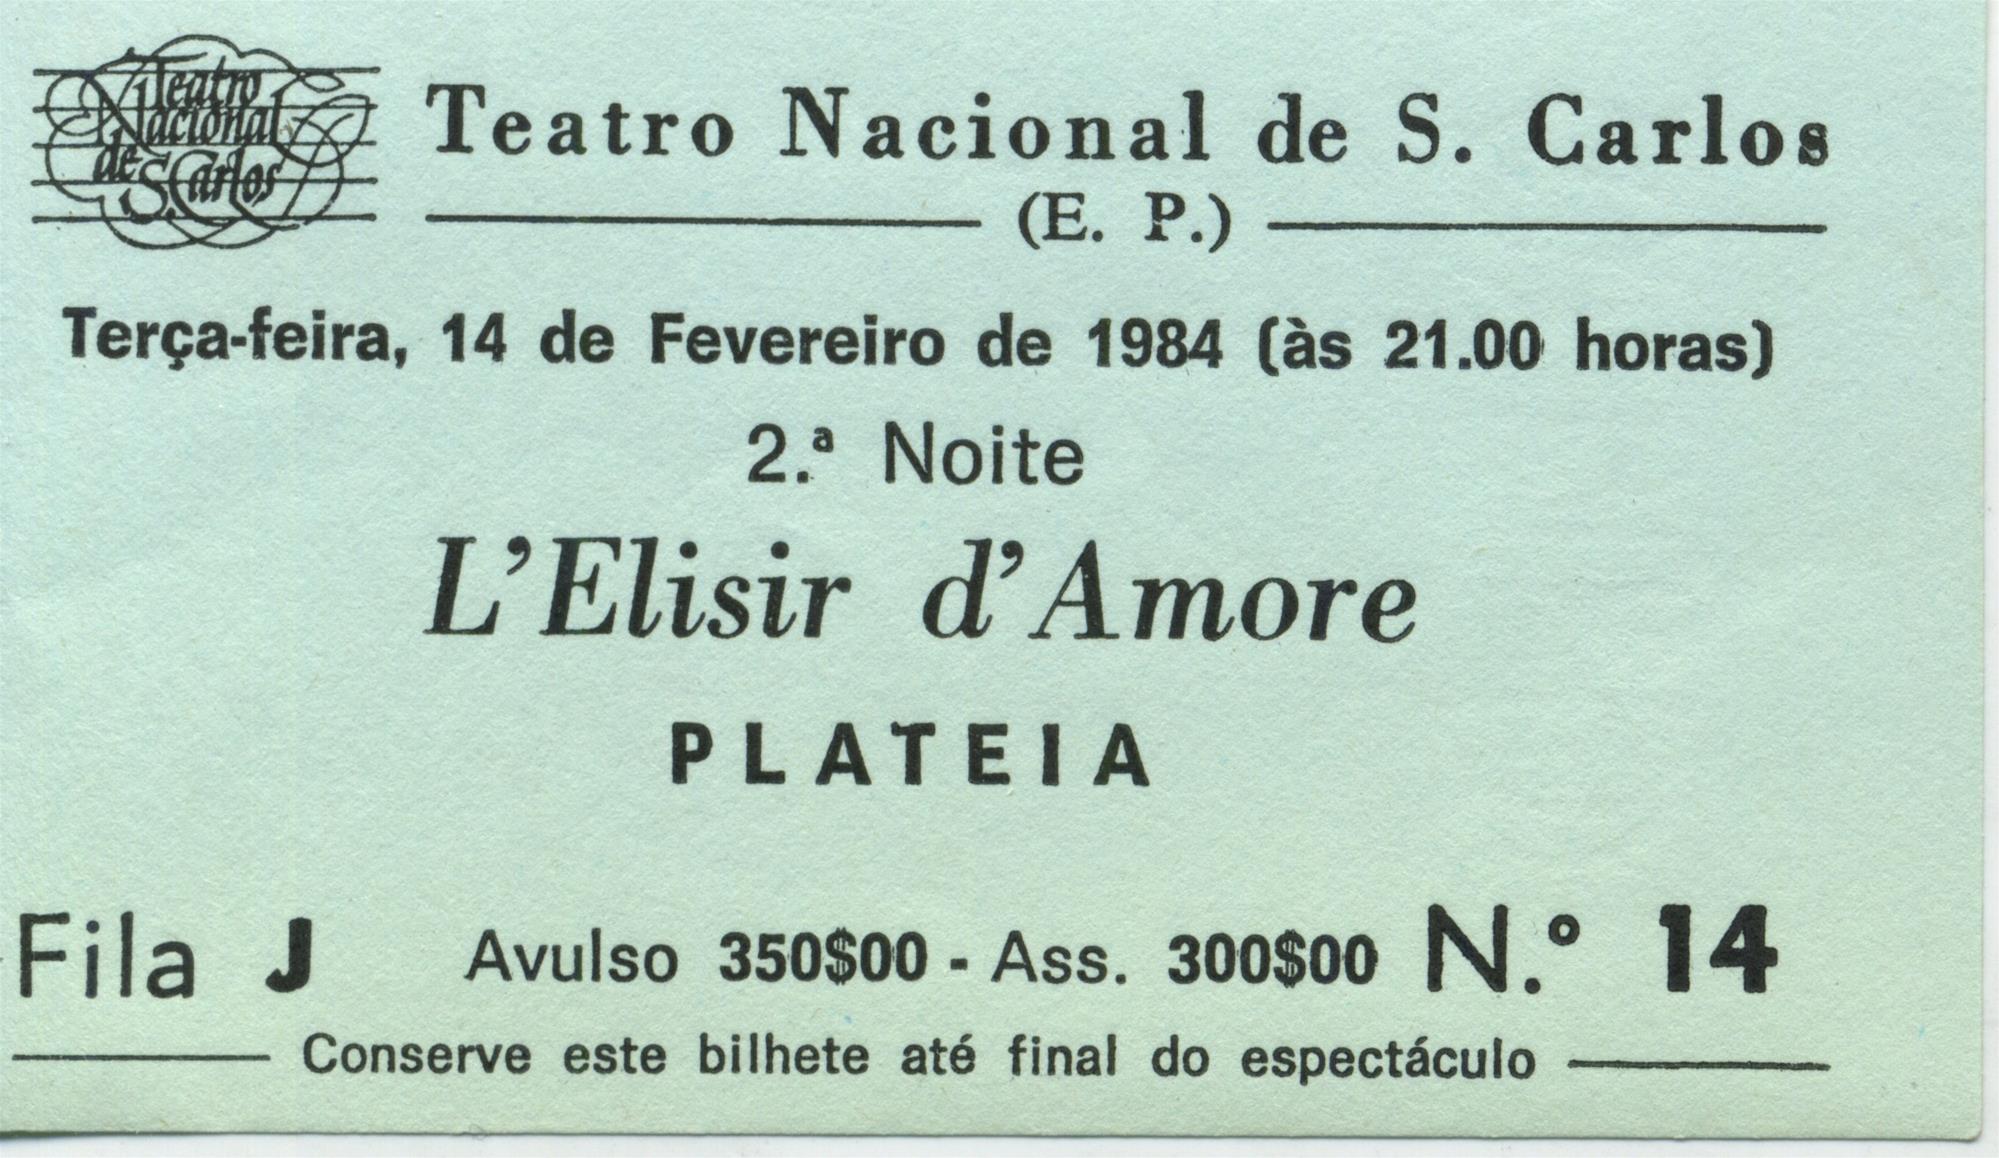 Teatro
Nacional
de
S. Carlos
Teatro Nacional de S. Carlos
(E. P.)
Terça-feira, 14 de Fevereiro de 1984 (às 21.00 horas)
2.ª Noite
L'Elisir d'Amore
PLATEIA
Fila J Avulso 350$00 - Ass. 300$00 N.º 14
Conserve este bilhete até final do espectáculo